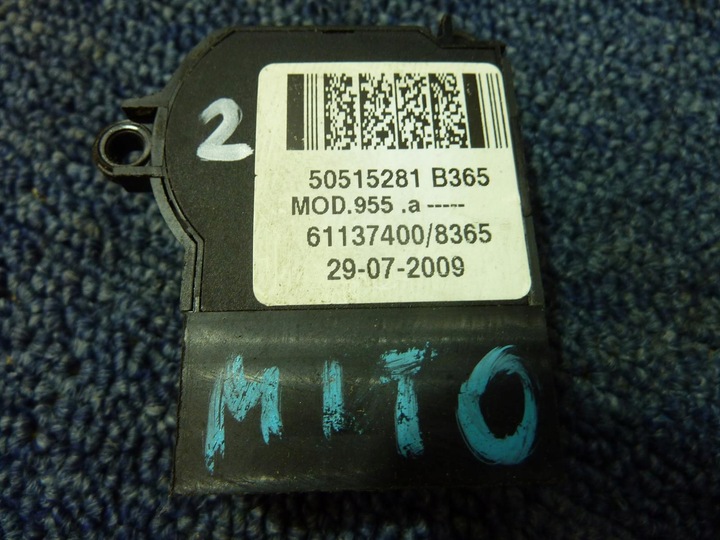 2
50515281 B365
MOD.955 .a -----
61137400/8365
29-07-2009
MITO